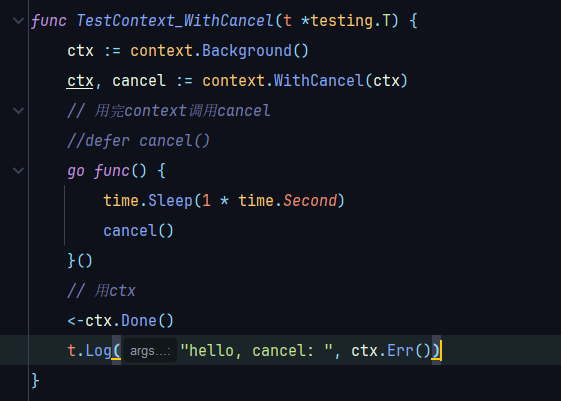 func TestContext_WithCancel(t *testing.T) {
ctx := context.Background()
ctx, cancel := context.WithCancel(ctx)
// 用完context调用cancel
//defer cancel()
go func() {
time.Sleep(1 * time.Second)
cancel()
}()
// 用ctx
<-ctx.Done()
t.Log( args...: "hello, cancel: ", ctx.Err())
}